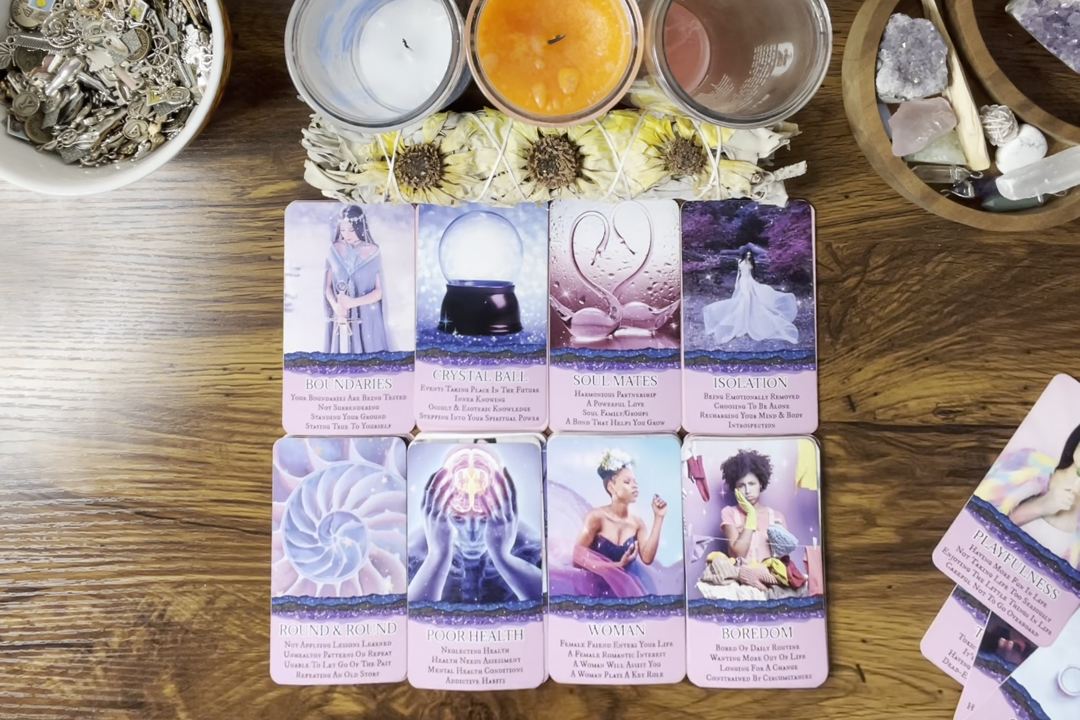 BOUNDARIES
YOUR BOUNDARIES ARE BEING TESTED
NOT SURRENDERING
STANDING YOUR GROUND
STAYING TRUE TO YOURSELF
CRYSTAL BALL
EVENTS TAKING PLACE IN THE FUTURE
INNER KNOWING
OCCULT & ESOTERIC KNOWLEDGE
STEPPING INTO YOUR SPIRITUAL POWER
SOUL MATES
HARMONIOUS PARTNERSHIP
A POWERFUL LOVE
SOUL FAMILY/GROUPS
A BOND THAT HELPS YOU GROW
ISOLATION
BEING EMOTIONALLY REMOVED
CHOOSING TO BE ALONE
RECHARGING YOUR MIND & BODY
INTROSPECTION
ROUND & ROUND
NOT APPLYING LESSONS LEARNED
UNHEALTHY PATTERNS ON REPEAT
UNABLE TO LET GO OF THE PAST
REPEATING AN OLD STORY
POOR HEALTH
NEGLECTING HEALTH
HEALTH NEEDS ASSESSMENT
MENTAL HEALTH CONDITIONS
ADDICTIVE HABITS
WOMAN
FEMALE FRIEND ENTERS YOUR LIFE
A FEMALE ROMANTIC INTEREST
A WOMAN WILL ASSIST YOU
A WOMAN PLAYS A KEY ROLE
BOREDOM
BORED OF DAILY ROUTINE
WANTING MORE OUT OF LIFE
LONGING FOR A CHANGE
CONSTRAINED BY CIRCUMSTANCES
PLAYFULNESS
HAVING MORE FUN IN LIFE
NOT TAKING LIFE TOO SERIOUSLY
ENJOYING THE LITTLE THINGS IN LIFE
CAREFUL NOT TO GO OVERBOARD